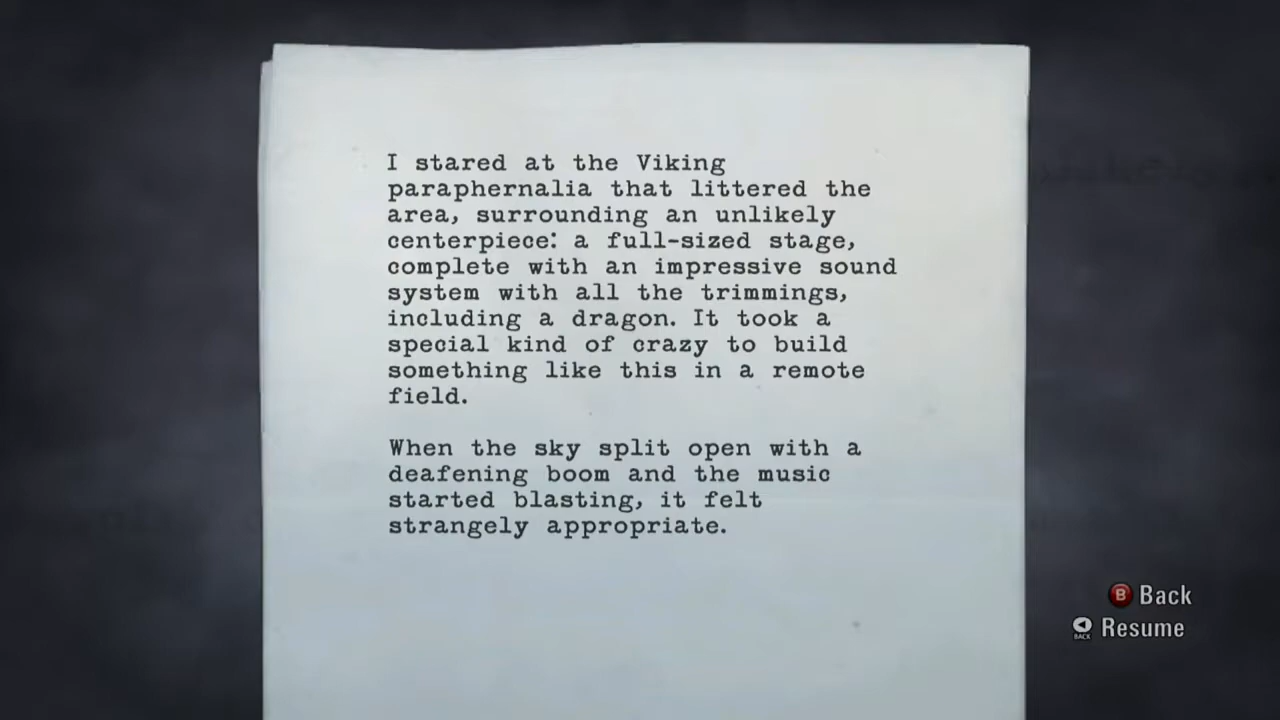 I stared at the Viking
paraphernalia that littered the
area, surrounding an unlikely
centerpiece: a full-sized stage,
complete with an impressive sound
system with all the trimmings,
including a dragon. It took a
special kind of crazy to build
something like this in a remote
field.
When the sky split open with a
deafening boom and the music
started blasting, it felt
strangely appropriate.
B Back
BACK Resume